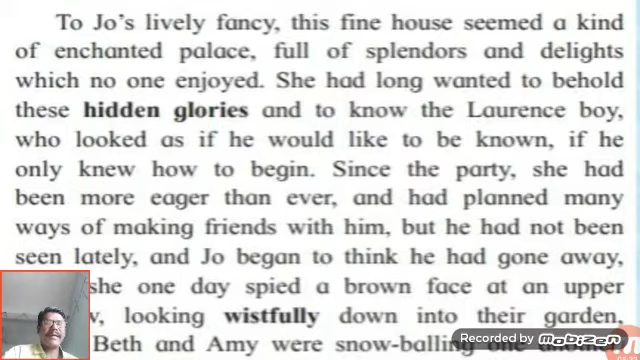 To Jo's lively fancy, this fine house seemed a kind
of enchanted palace, full of splendors and delights
which no one enjoyed. She had long wanted to behold
these hidden glories and to know the Laurence boy,
who looked as if he would like to be known, if he
only knew how to begin. Since the party, she had
been more eager than ever, and had planned many
ways of making friends with him, but he had not been
seen lately, and Jo began to think he had gone away,
she one day spied a brown face at an upper
looking wistfully down into their garden,
Beth and Amy were snow-balling one
Recorded by mobizen